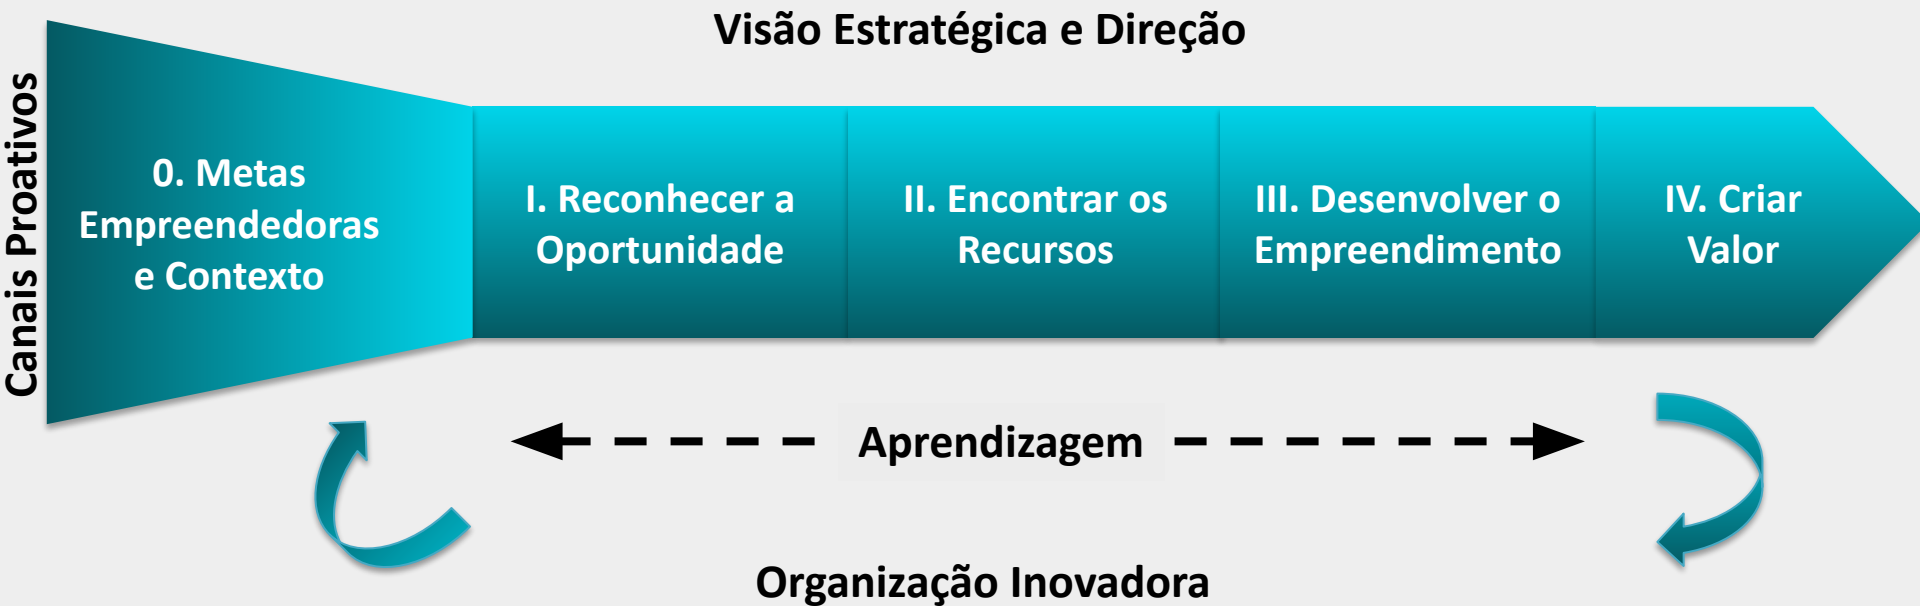 Visão Estratégica e Direção
Canais Proativos
0. Metas
Empreendedoras
e Contexto
I. Reconhecer a
Oportunidade
II. Encontrar os
Recursos
III. Desenvolver o
Empreendimento
IV. Criar
Valor
Aprendizagem
Organização Inovadora